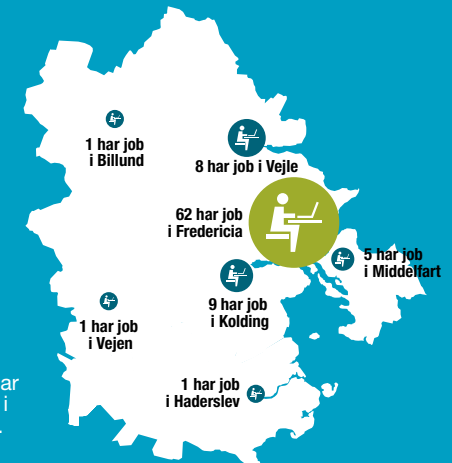 1 har job
i Billund
8 har job i Vejle
62 har job
i Fredericia
5 har job
i Middelfart
9 har job
i Kolding
1 har job
i Vejen
1 har job
i Haderslev
ar
i